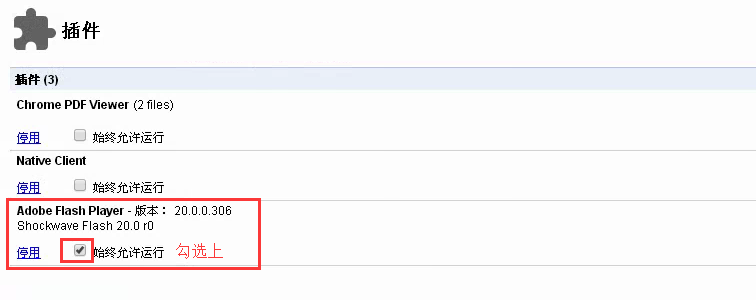 插件
插件 (3)
Chrome PDF Viewer (2 files)
停用 始终允许运行
Native Client
停用 始终允许运行
Adobe Flash Player - 版本： 20.0.0.306
Shockwave Flash 20.0 r0
停用 始终允许运行 勾选上